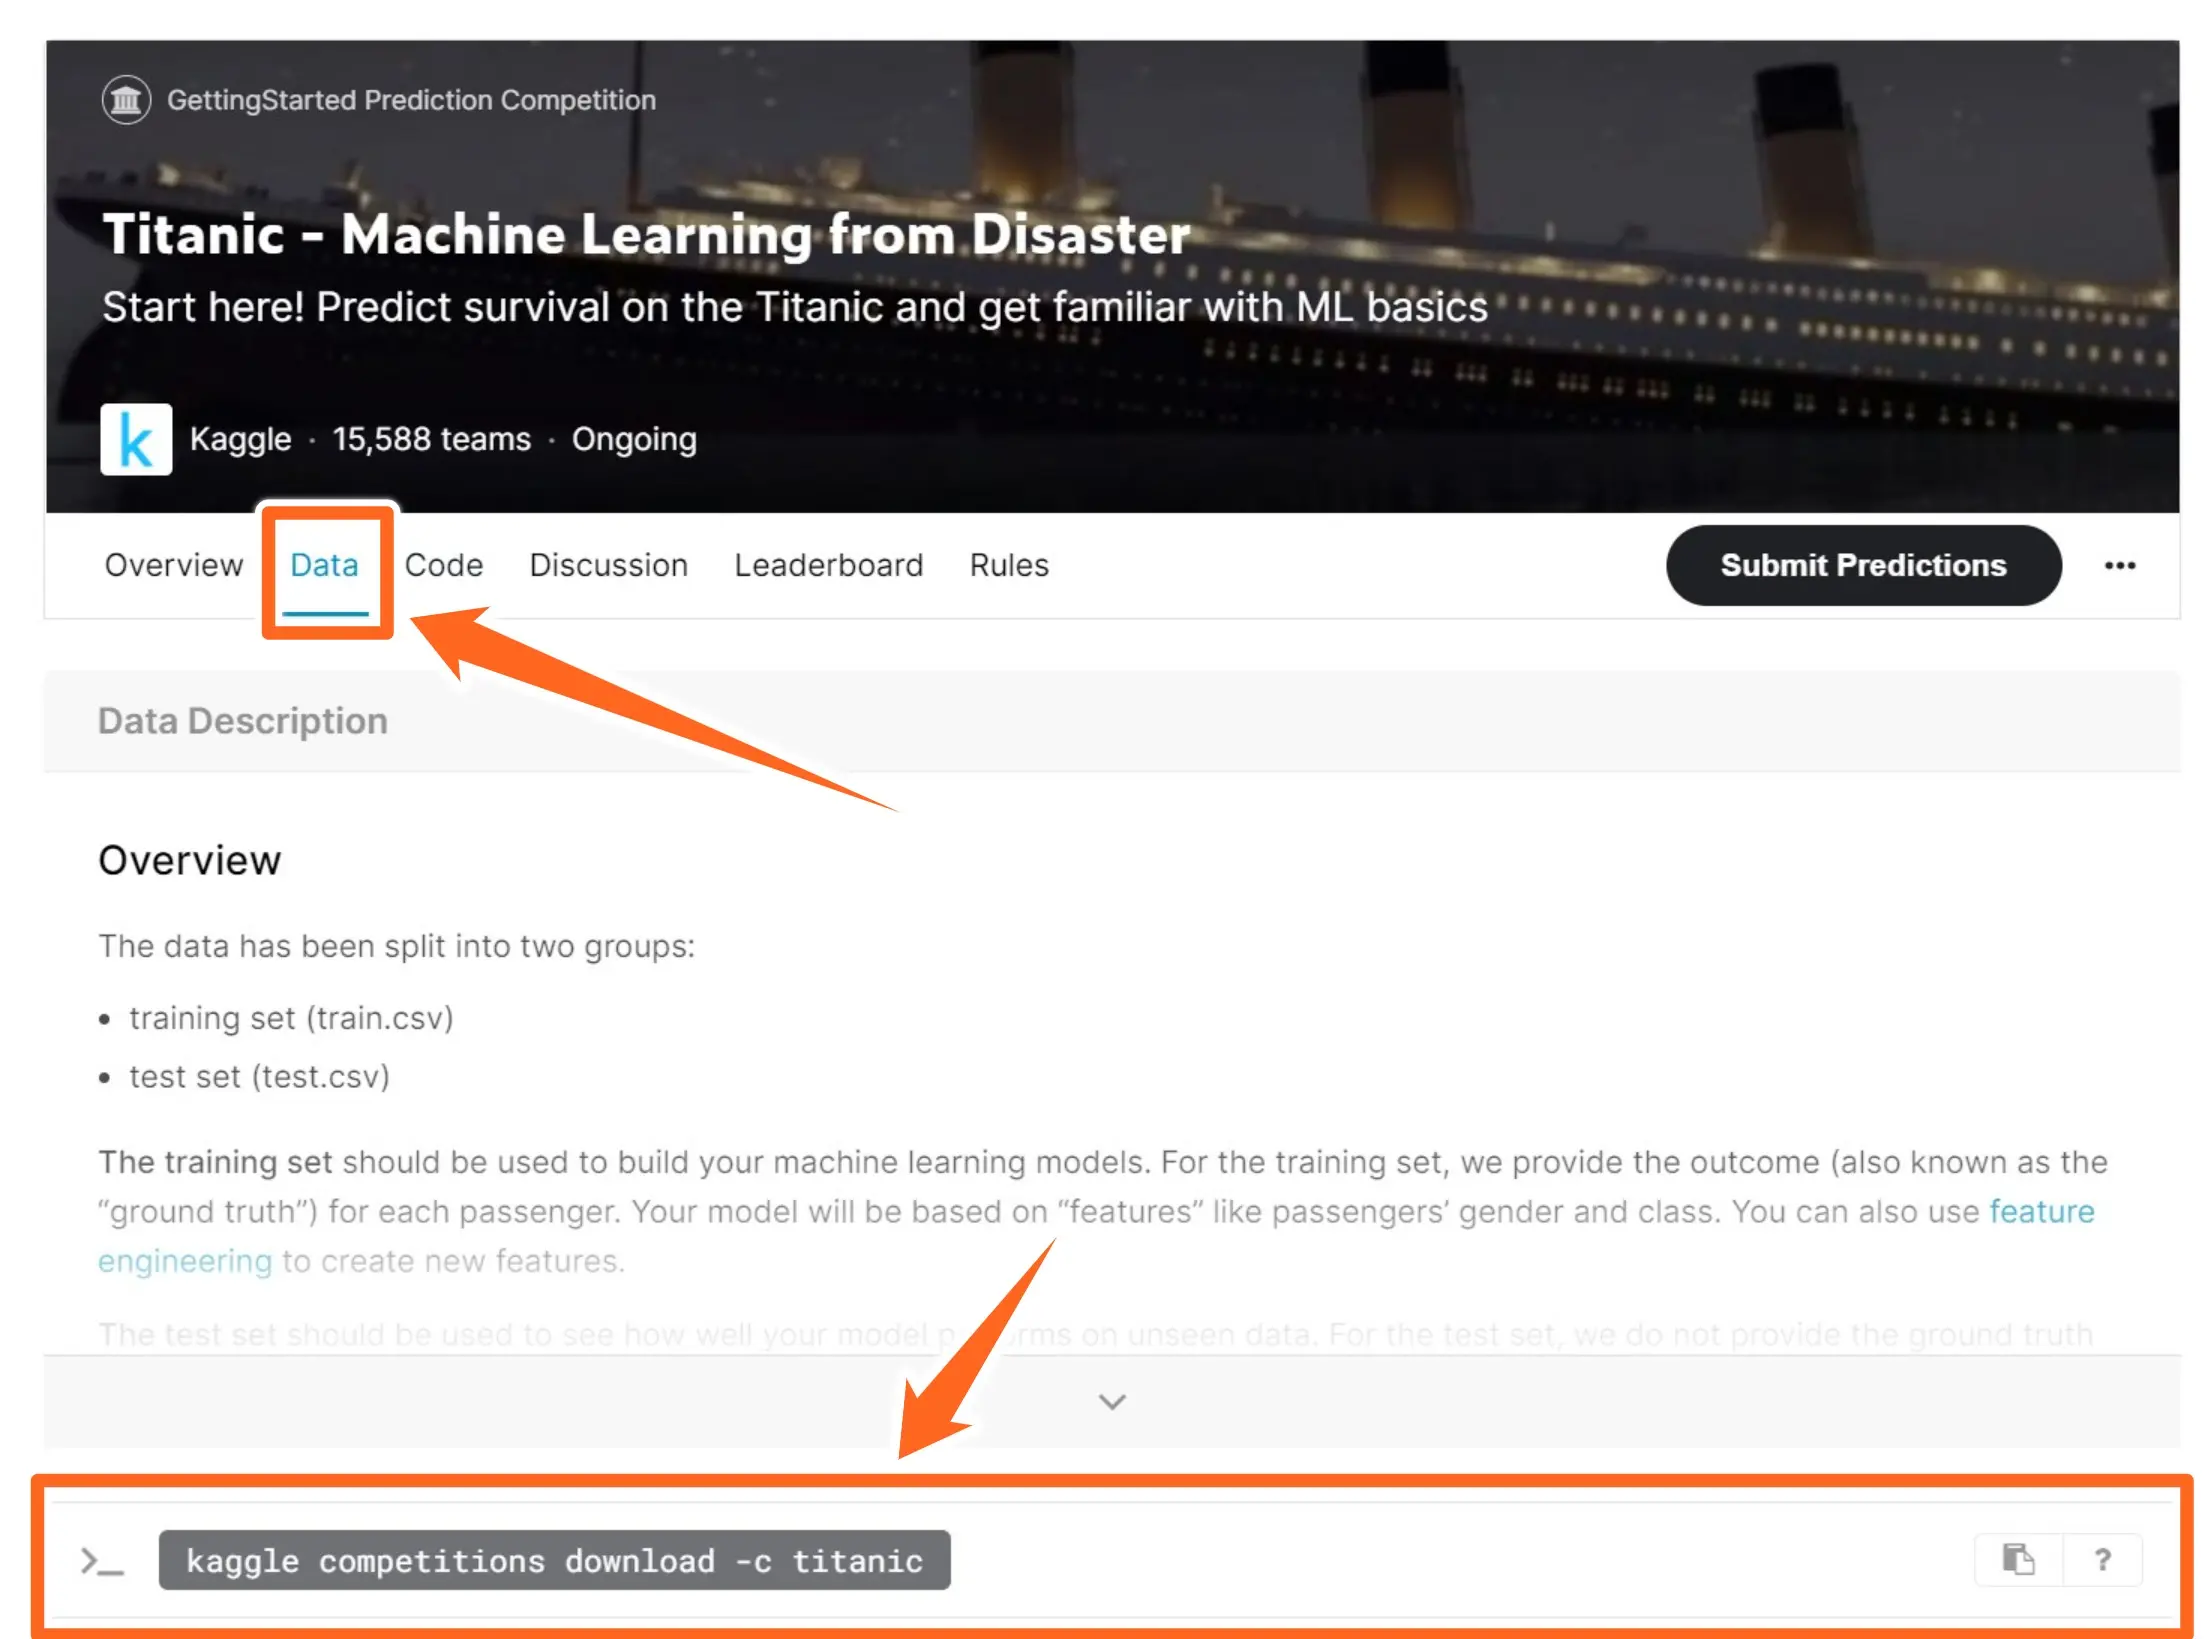 GettingStarted Prediction Competition
Titanic - Machine Learning from Disaster
Start here! Predict survival on the Titanic and get familiar with ML basics
k Kaggle · 15,588 teams · Ongoing
Overview Data Code Discussion Leaderboard Rules Submit Predictions ...
Data Description
Overview
The data has been split into two groups:
• training set (train.csv)
• test set (test.csv)
The training set should be used to build your machine learning models. For the training set, we provide the outcome (also known as the
“ground truth”) for each passenger. Your model will be based on “features” like passengers’ gender and class. You can also use feature
engineering to create new features.
The test set should be used to see how well your model on unseen data. For the test set, we do not provide the ground truth
>_ kaggle competitions download -c titanic ?